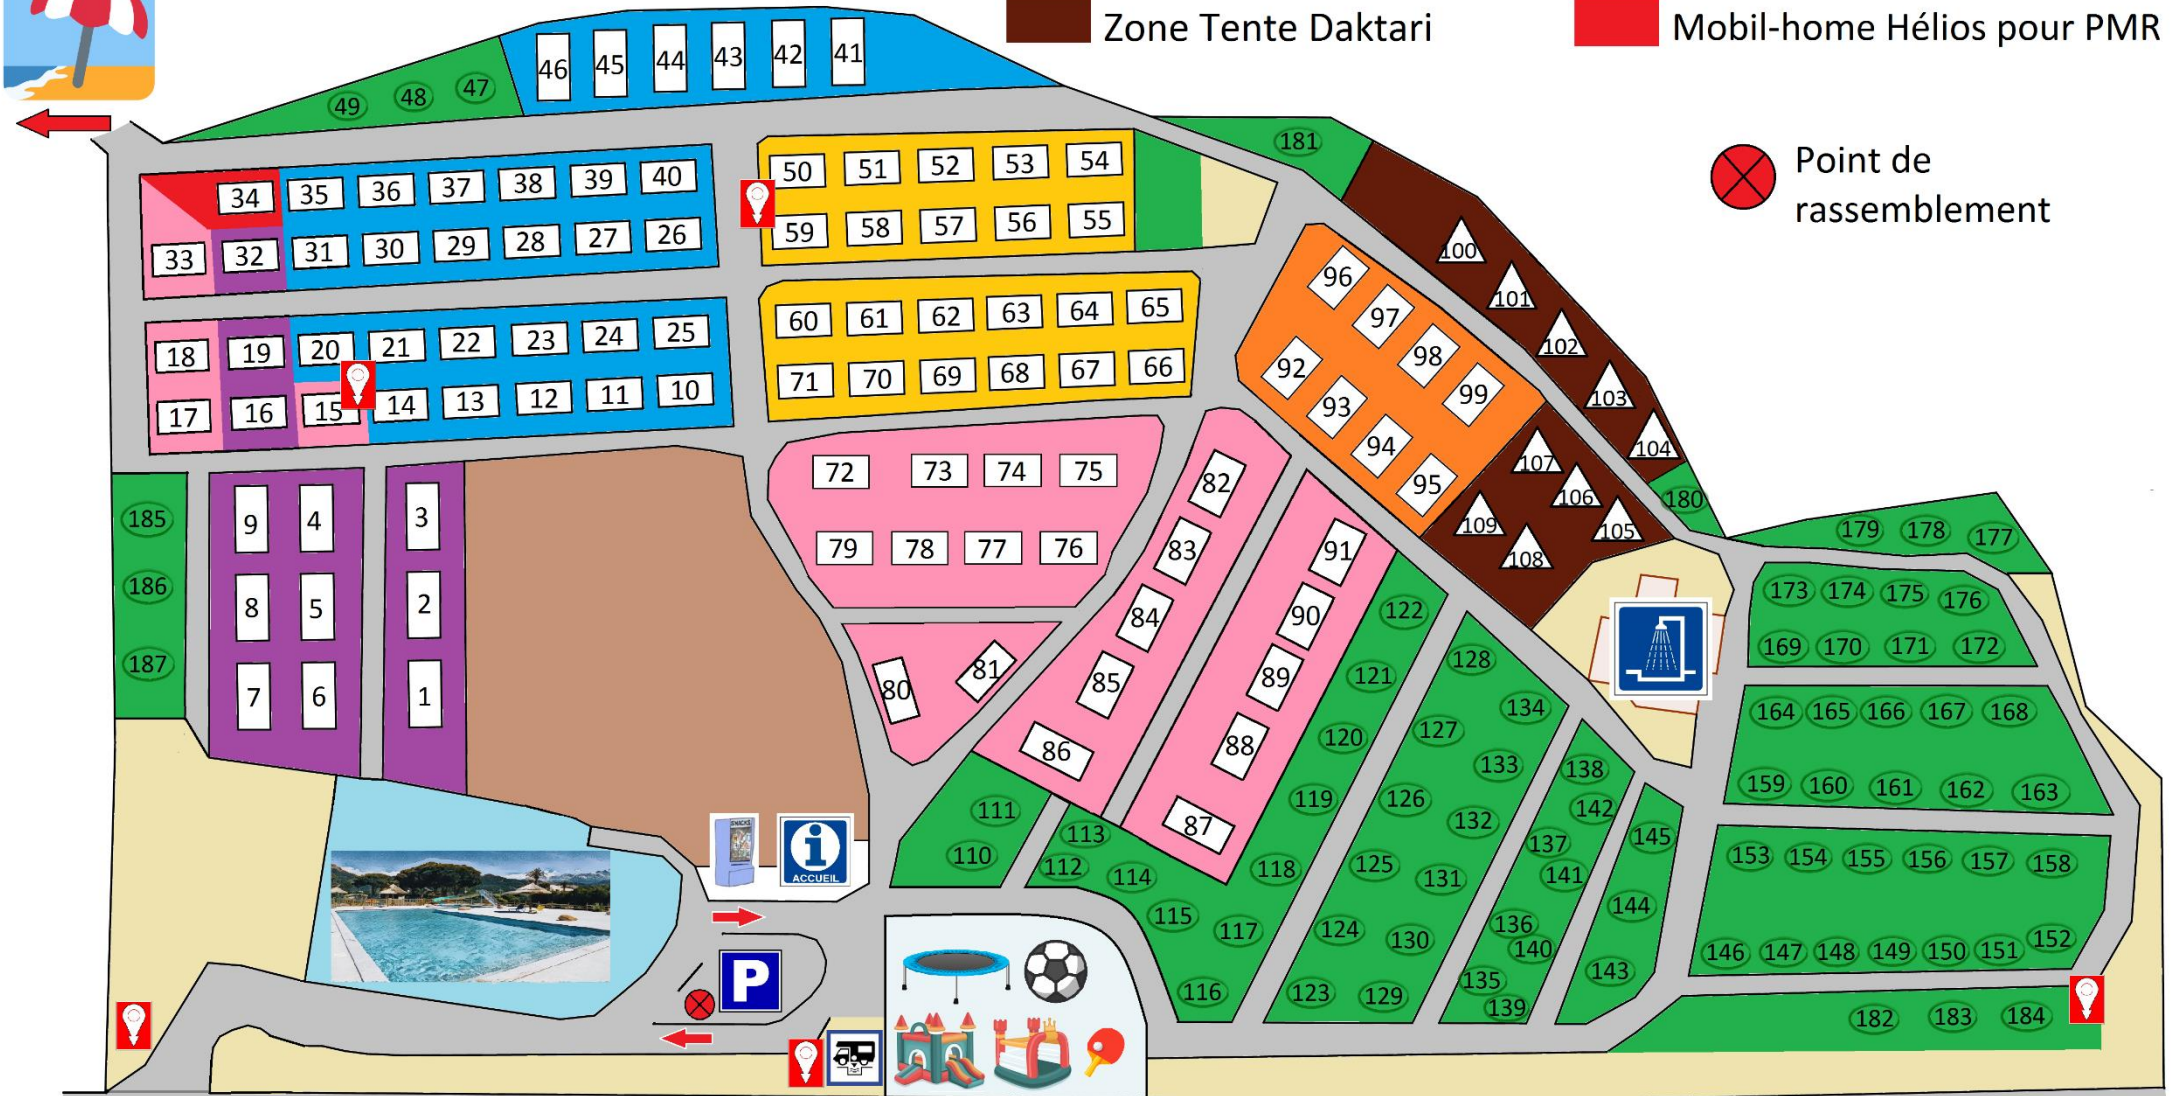 Zone Tente Daktari
Mobil-home Hélios pour PMR
Point de
rassemblement
46 45 44 43 42 41
49 48 47
181
34 35 36 37 38 39 40
33 32 31 30 29 28 27 26
50 51 52 53 54
59 58 57 56 55
18 19 20 21 22 23 24 25
17 16 15 14 13 12 11 10
60 61 62 63 64 65
71 70 69 68 67 66
96 97 98 99
92 93 94 95
100 101 102 103 104
107 106 105
109 108
180
72 73 74 75
79 78 77 76
80 81
82 83 84 85 86
91 90 89 88 87
185 186 187
9 4 3
8 5 2
7 6 1
179 178 177
173 174 175 176
169 170 171 172
164 165 166 167 168
159 160 161 162 163
153 154 155 156 157 158
146 147 148 149 150 151 152
182 183 184
122 121 120 119 118 117 116
111 110
113 112 114 115
128 127 126 125 124 123
134 133 132 131 130 129
138 137 136 135
142 141 140 139
145 144 143
SNACKS
ACCUEIL
P